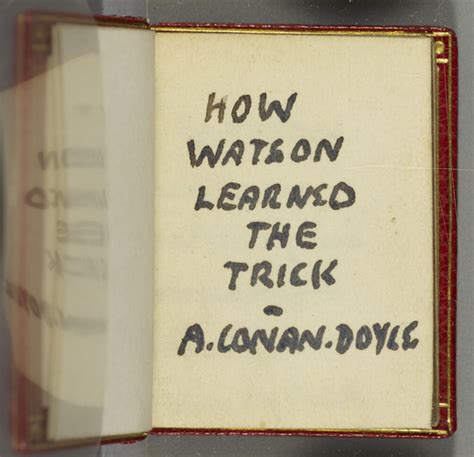 HOW
WATSON
LEARNED
THE
TRICK
-
A. CONAN. DOYLE